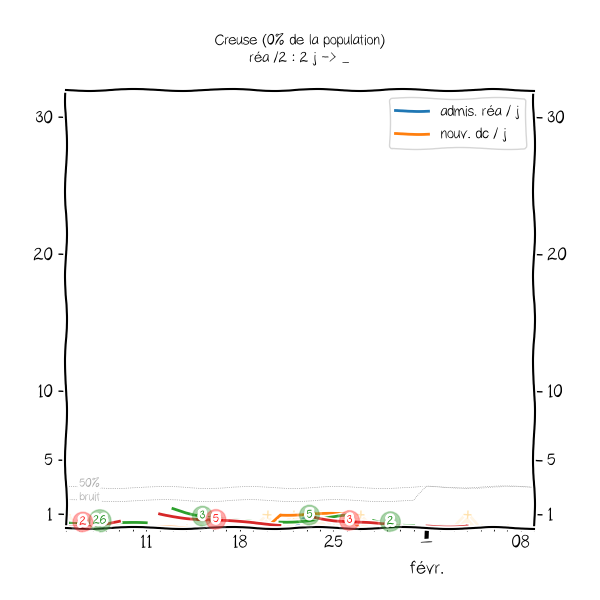 Creuse (0% de la population)
réa /2 : 2 j -> _
admis. réa / j
nouv. dc / j
30 30
20 20
10 10
5 5
50%
bruit
1 1
2 26 3 5 5 3 2
11 18 25 1 08
févr.